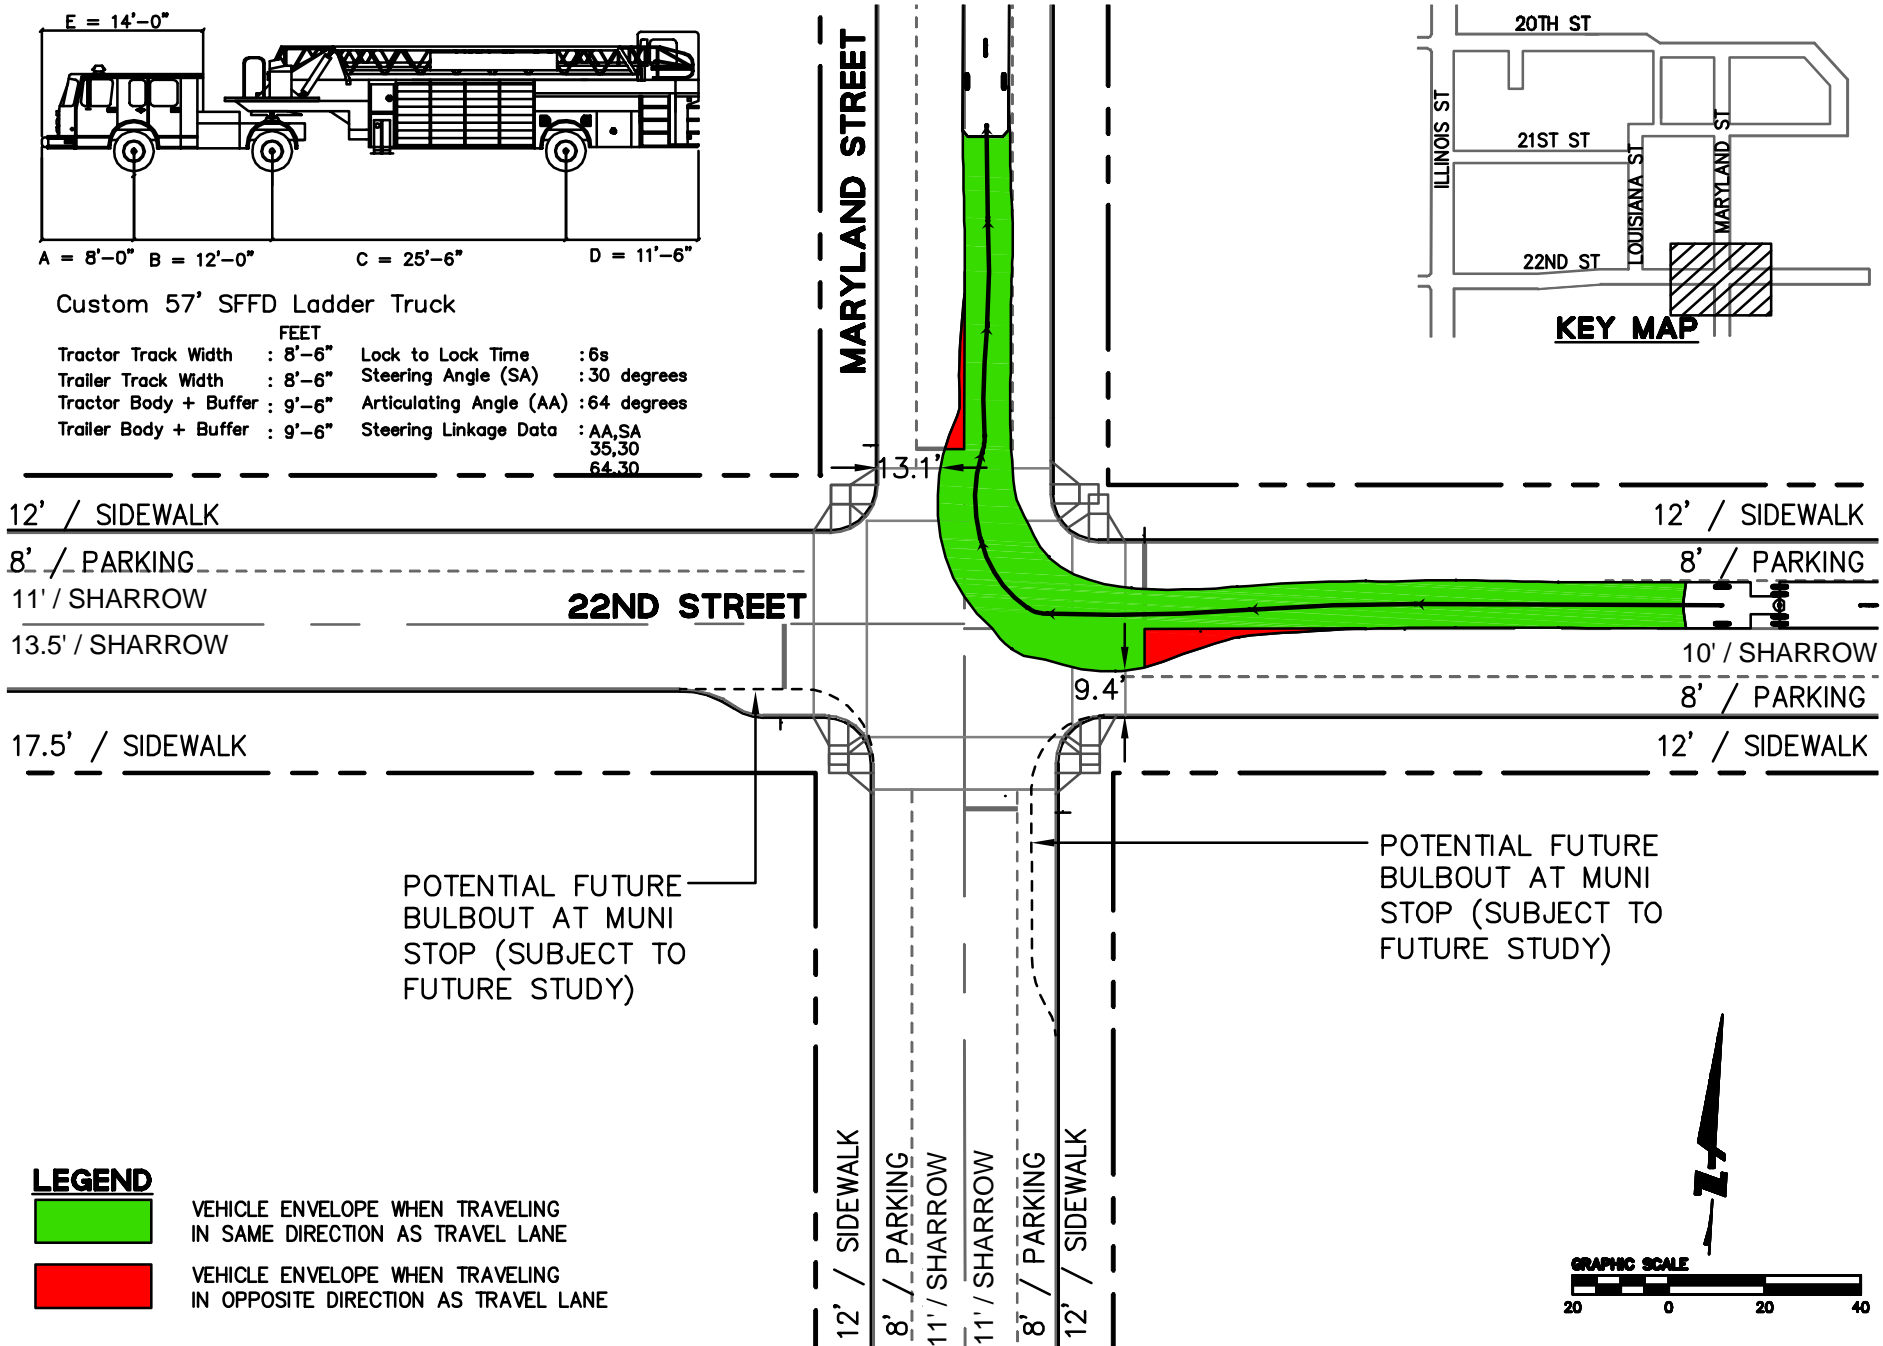 E = 14'-0"
A = 8'-0"
B = 12'-0"
C = 25'-6"
D = 11'-6"
Custom 57' SFFD Ladder Truck
FEET
Tractor Track Width : 8'-6" Lock to Lock Time : 6s
Trailer Track Width : 8'-6" Steering Angle (SA) : 30 degrees
Tractor Body + Buffer : 9'-6" Articulating Angle (AA) : 64 degrees
Trailer Body + Buffer : 9'-6" Steering Linkage Data : AA,SA
35,30
64,30
MARYLAND STREET
20TH ST
ILLINOIS ST
21ST ST
LOUISIANA ST
MARYLAND ST
22ND ST
KEY MAP
13.1'
12' / SIDEWALK
8' / PARKING
11' / SHARROW
22ND STREET
13.5' / SHARROW
17.5' / SIDEWALK
12' / SIDEWALK
8' / PARKING
10' / SHARROW
8' / PARKING
12' / SIDEWALK
9.4'
POTENTIAL FUTURE
BULBOUT AT MUNI
STOP (SUBJECT TO
FUTURE STUDY)
POTENTIAL FUTURE
BULBOUT AT MUNI
STOP (SUBJECT TO
FUTURE STUDY)
12' / SIDEWALK
8' / PARKING
11' / SHARROW
11' / SHARROW
8' / PARKING
12' / SIDEWALK
LEGEND
VEHICLE ENVELOPE WHEN TRAVELING
IN SAME DIRECTION AS TRAVEL LANE
VEHICLE ENVELOPE WHEN TRAVELING
IN OPPOSITE DIRECTION AS TRAVEL LANE
N
GRAPHIC SCALE
20 0 20 40